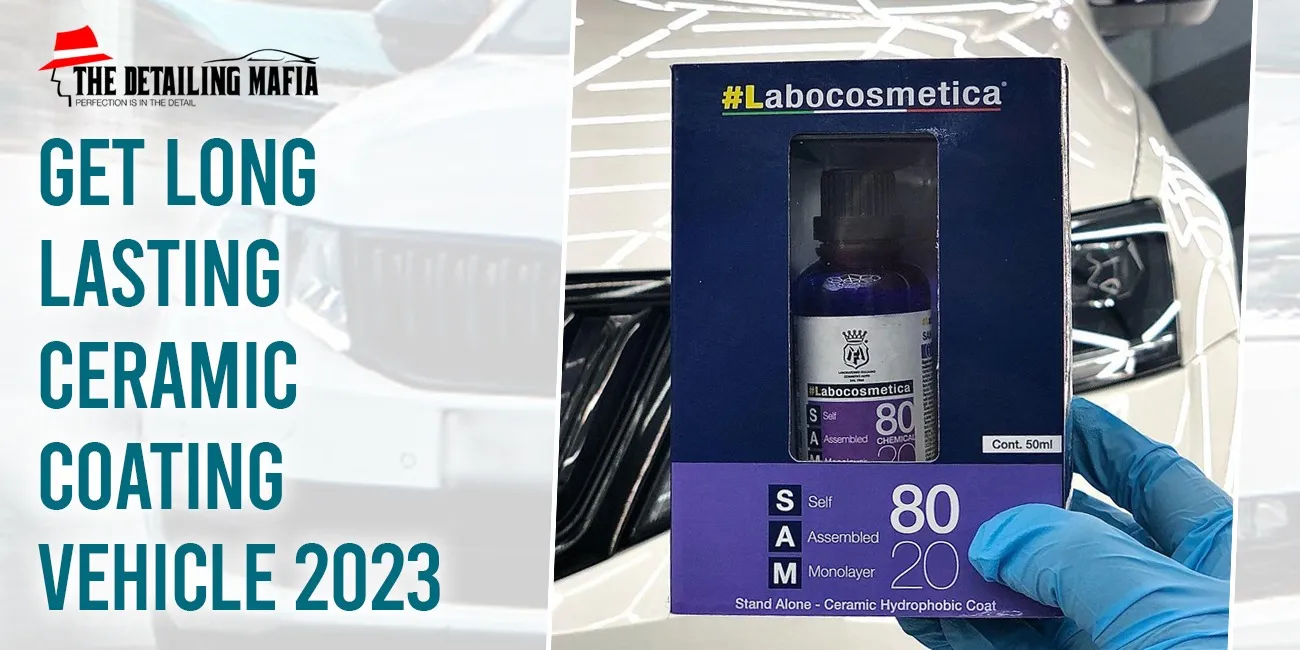 THE DETAILING MAFIA
PERFECTION IS IN THE DETAIL
GET LONG
LASTING
CERAMIC
COATING
VEHICLE 2023
#Labocosmetica
#Labocosmetica
S Self
A Assembled
M Monolayer
80
CHEMICAL
20
Cont. 50ml
S Self
A Assembled
M Monolayer
80
20
Stand Alone - Ceramic Hydrophobic Coat